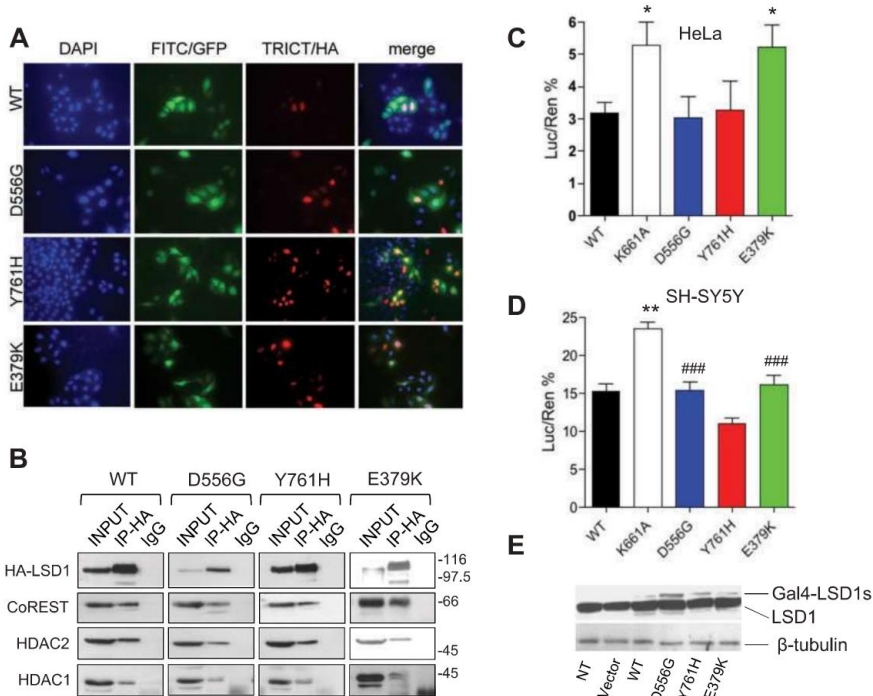 A
DAPI FITC/GFP TRICT/HA merge
WT
D556G
Y761H
E379K
B
WT D556G Y761H E379K
INPUT IP-HA IgG INPUT IP-HA IgG INPUT IP-HA IgG INPUT IP-HA IgG
HA-LSD1 -116
-97.5
CoREST -66
HDAC2 -45
HDAC1 -45
C
HeLa
* *
Luc/Ren %
6
5
4
3
2
1
0
WT K661A D556G Y761H E379K
D
SH-SY5Y
** ### ###
Luc/Ren %
25
20
15
10
5
0
WT K661A D556G Y761H E379K
E
Gal4-LSD1s
LSD1
β-tubulin
NT Vector WT D556G Y761H E379K